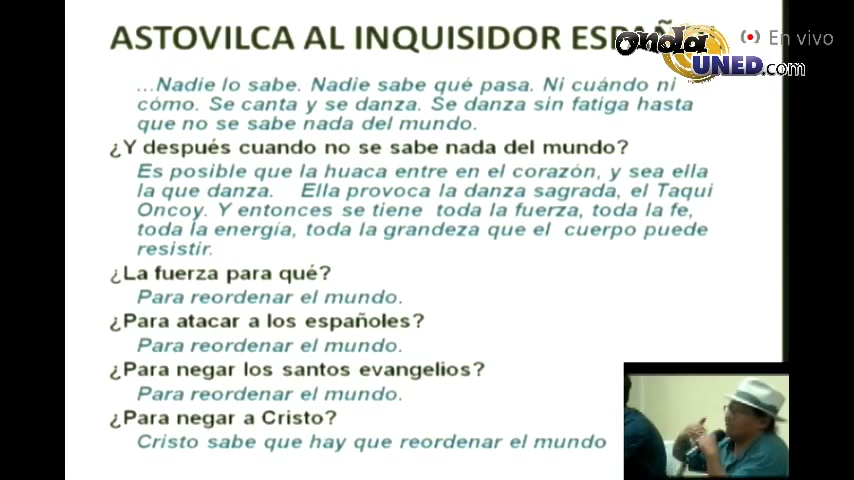 ASTOVILCA AL INQUISIDOR ESPAÑ
Onda UNED.com
En vivo
...Nadie lo sabe. Nadie sabe qué pasa. Ni cuándo ni
cómo. Se canta y se danza. Se danza sin fatiga hasta
que no se sabe nada del mundo.
¿Y después cuando no se sabe nada del mundo?
Es posible que la huaca entre en el corazón, y sea ella
la que danza. Ella provoca la danza sagrada, el Taqui
Oncoy. Y entonces se tiene toda la fuerza, toda la fe,
toda la energía, toda la grandeza que el cuerpo puede
resistir.
¿La fuerza para qué?
Para reordenar el mundo.
¿Para atacar a los españoles?
Para reordenar el mundo.
¿Para negar los santos evangelios?
Para reordenar el mundo.
¿Para negar a Cristo?
Cristo sabe que hay que reordenar el mundo